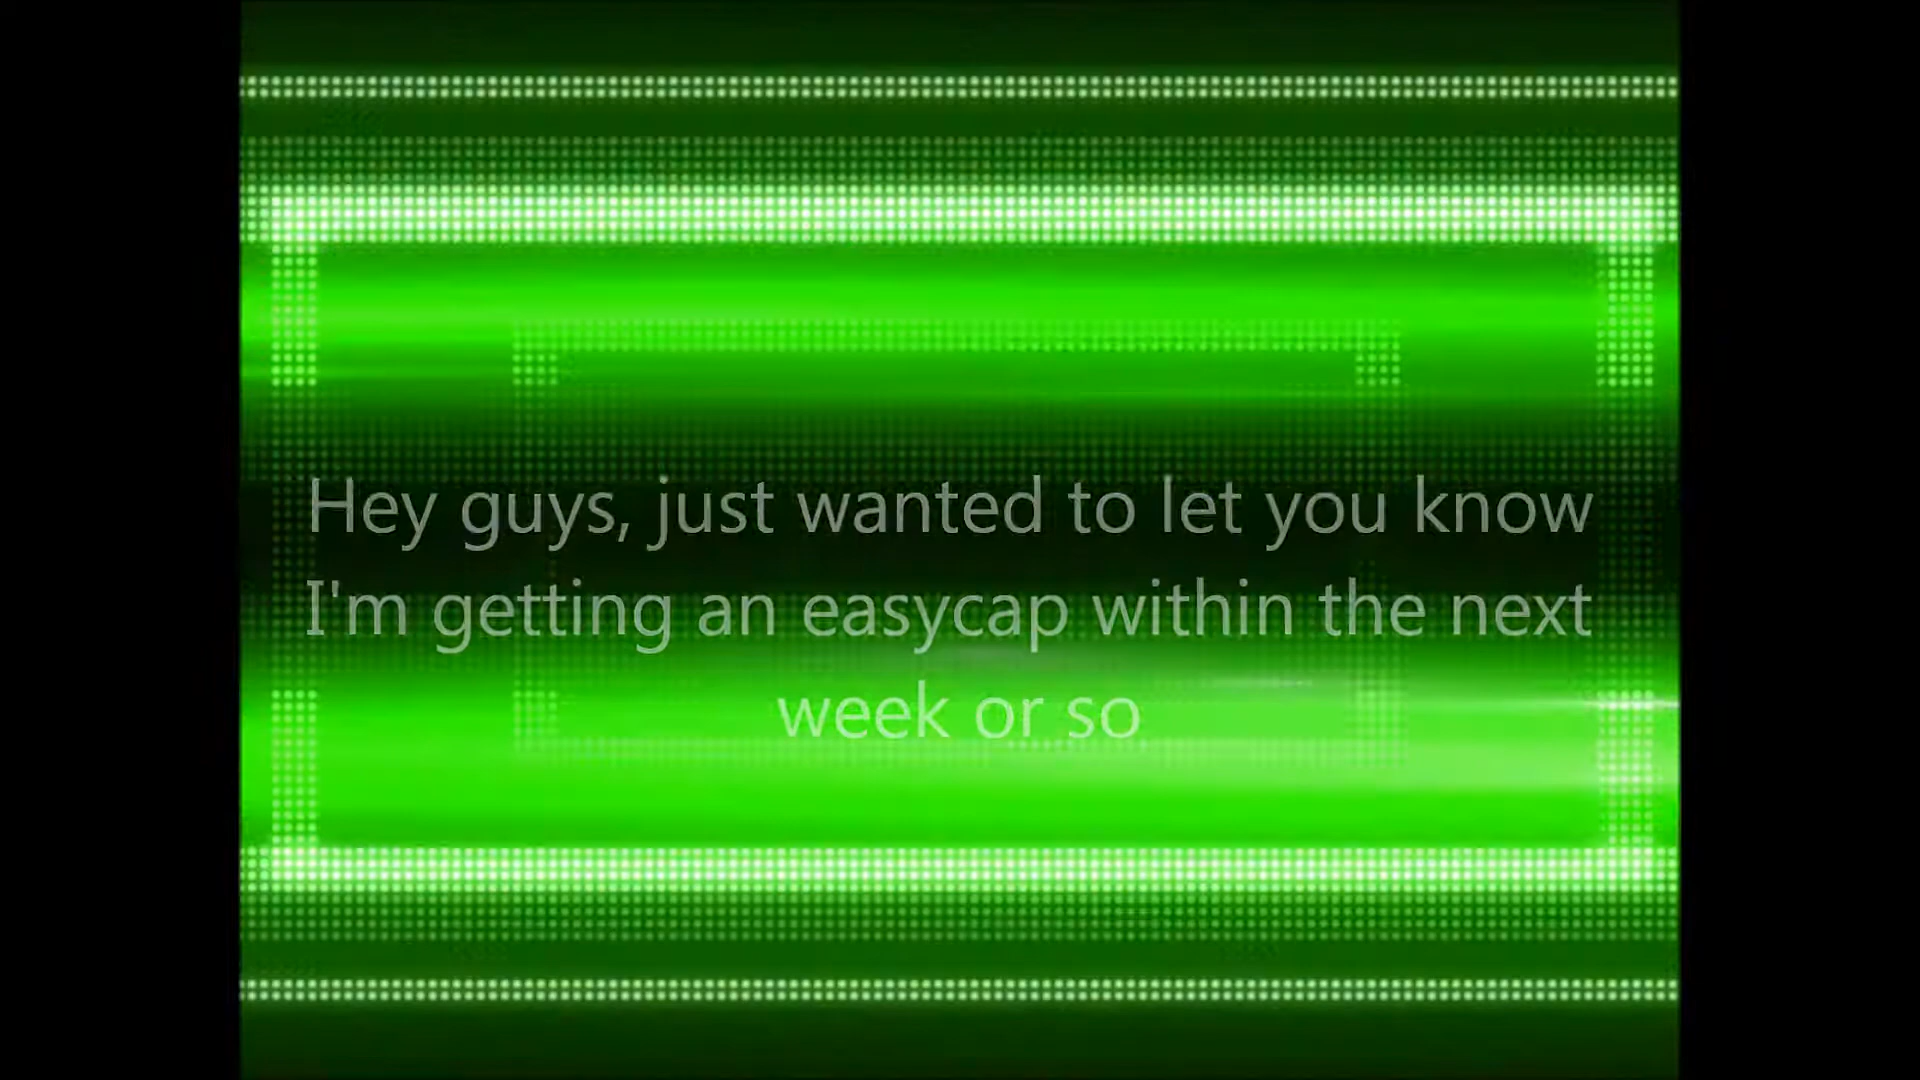 Hey guys, just wanted to let you know
I'm getting an easycap within the next
week or so